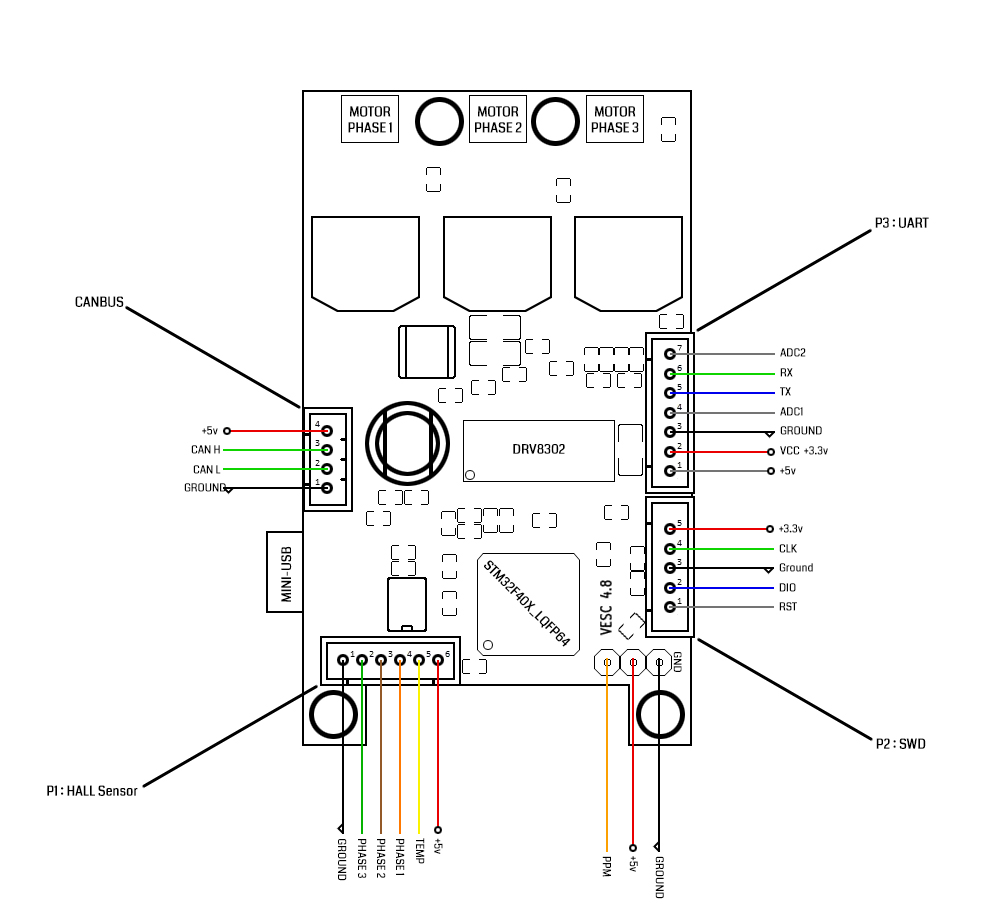 MOTOR
PHASE 1
MOTOR
PHASE 2
MOTOR
PHASE 3
P3 : UART
CANBUS
7
ADC2
6
RX
5
TX
4
ADC1
3
GROUND
2
VCC +3.3v
1
+5v
+5v
4
CAN H
3
CAN L
2
GROUND
1
DRV8302
5
+3.3v
4
CLK
3
Ground
2
DIO
1
RST
MINI-USB
STM32F40X_LQFP64
VESC 4.8
GND
1 2 3 4 5 6
P2 : SWD
P1 : HALL Sensor
GROUND
PHASE 3
PHASE 2
PHASE 1
TEMP
+5v
PPM
+5v
GROUND